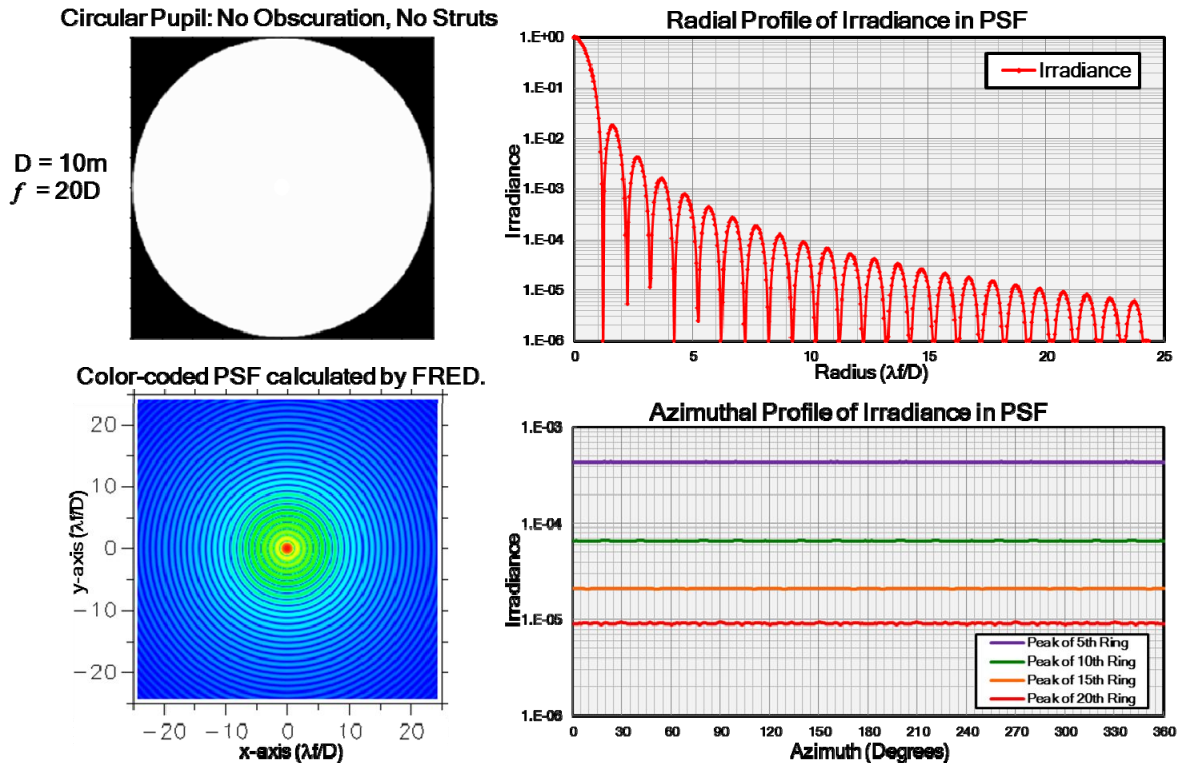 Circular Pupil: No Obscuration, No Struts
D = 10m
f = 20D
Radial Profile of Irradiance in PSF
Irradiance
1.E+00
1.E-01
1.E-02
1.E-03
1.E-04
1.E-05
1.E-06
Irradiance
0 5 10 15 20 25
Radius (λf/D)
Color-coded PSF calculated by FRED.
y-axis (λf/D)
20
10
0
−10
−20
−20 −10 0 10 20
x-axis (λf/D)
Azimuthal Profile of Irradiance in PSF
Irradiance
1.E-03
1.E-04
1.E-05
1.E-06
Peak of 5th Ring
Peak of 10th Ring
Peak of 15th Ring
Peak of 20th Ring
0 30 60 90 120 150 180 210 240 270 300 330 360
Azimuth (Degrees)